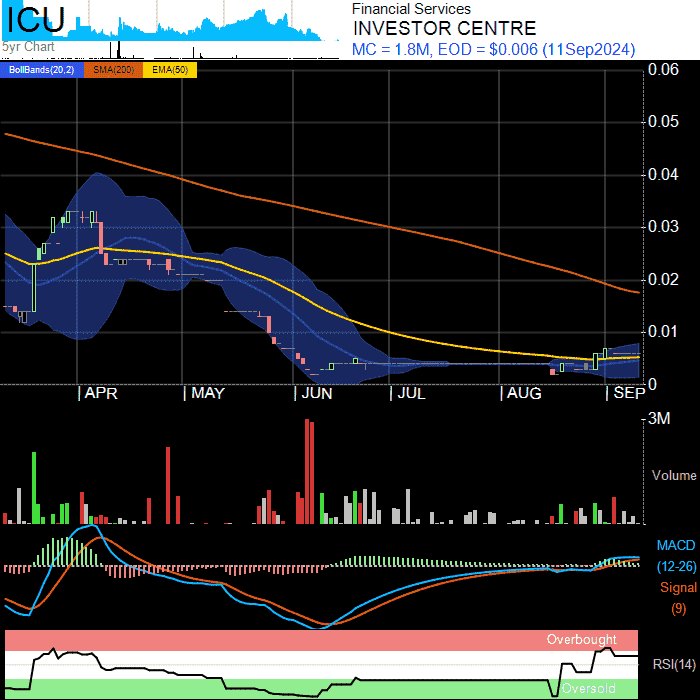 ICU
5yr Chart
Financial Services
INVESTOR CENTRE
MC = 1.8M, EOD = $0.006 (11Sep2024)
BollBands(20,2) SMA(200) EMA(50)
0.06
0.05
0.04
0.03
0.02
0.01
0
APR MAY JUN JUL AUG SEP
3M
Volume
MACD
(12-26)
Signal
(9)
Overbought
RSI(14)
Oversold